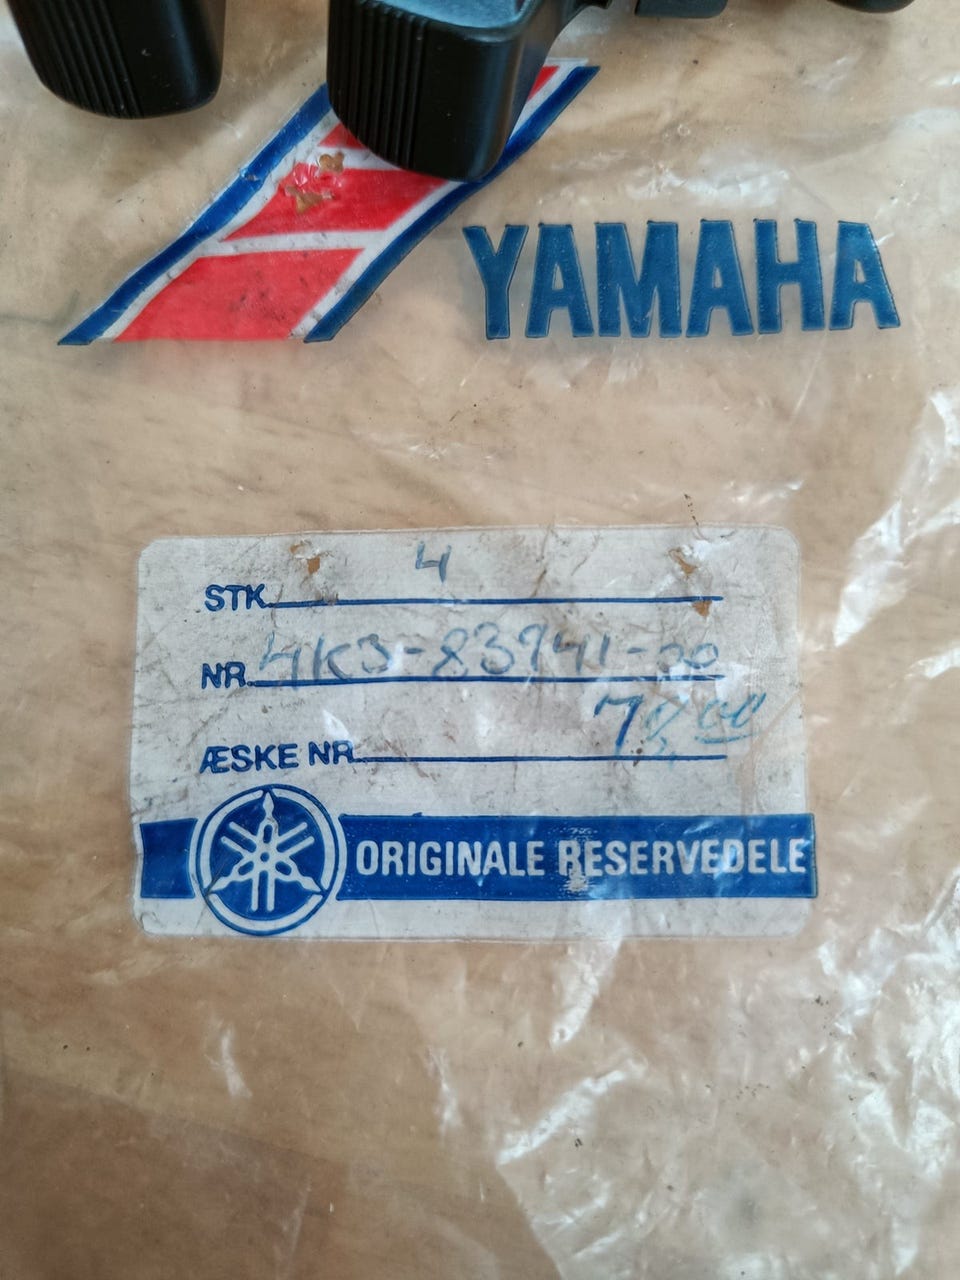 YAMAHA
STK. 4
NR. 4K3-83941-00
ÆSKE NR.
ORIGINALE RESERVEDELE